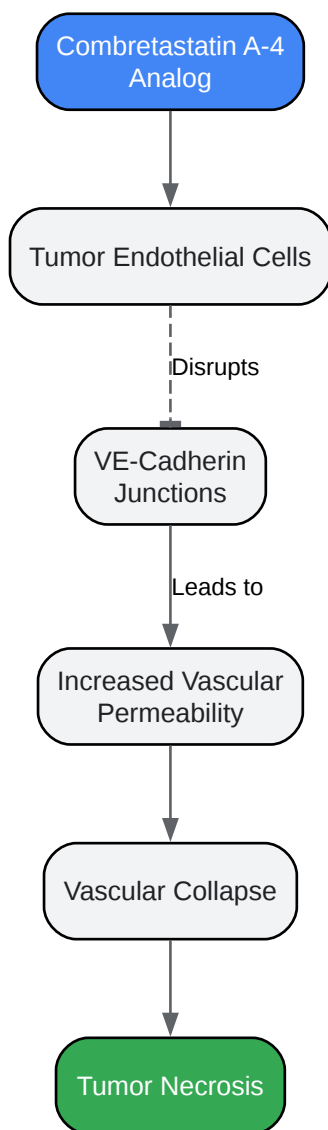 Combretastatin A-4
Analog
Tumor Endothelial Cells
Disrupts
VE-Cadherin
Junctions
Leads to
Increased Vascular
Permeability
Vascular Collapse
Tumor Necrosis